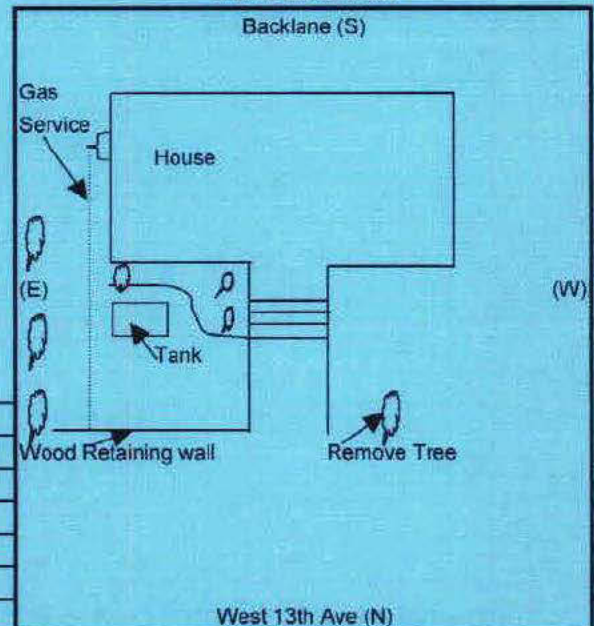 Backlane (S)
Gas
Service
House
(E)
(W)
Tank
Wood Retaining wall
Remove Tree
West 13th Ave (N)